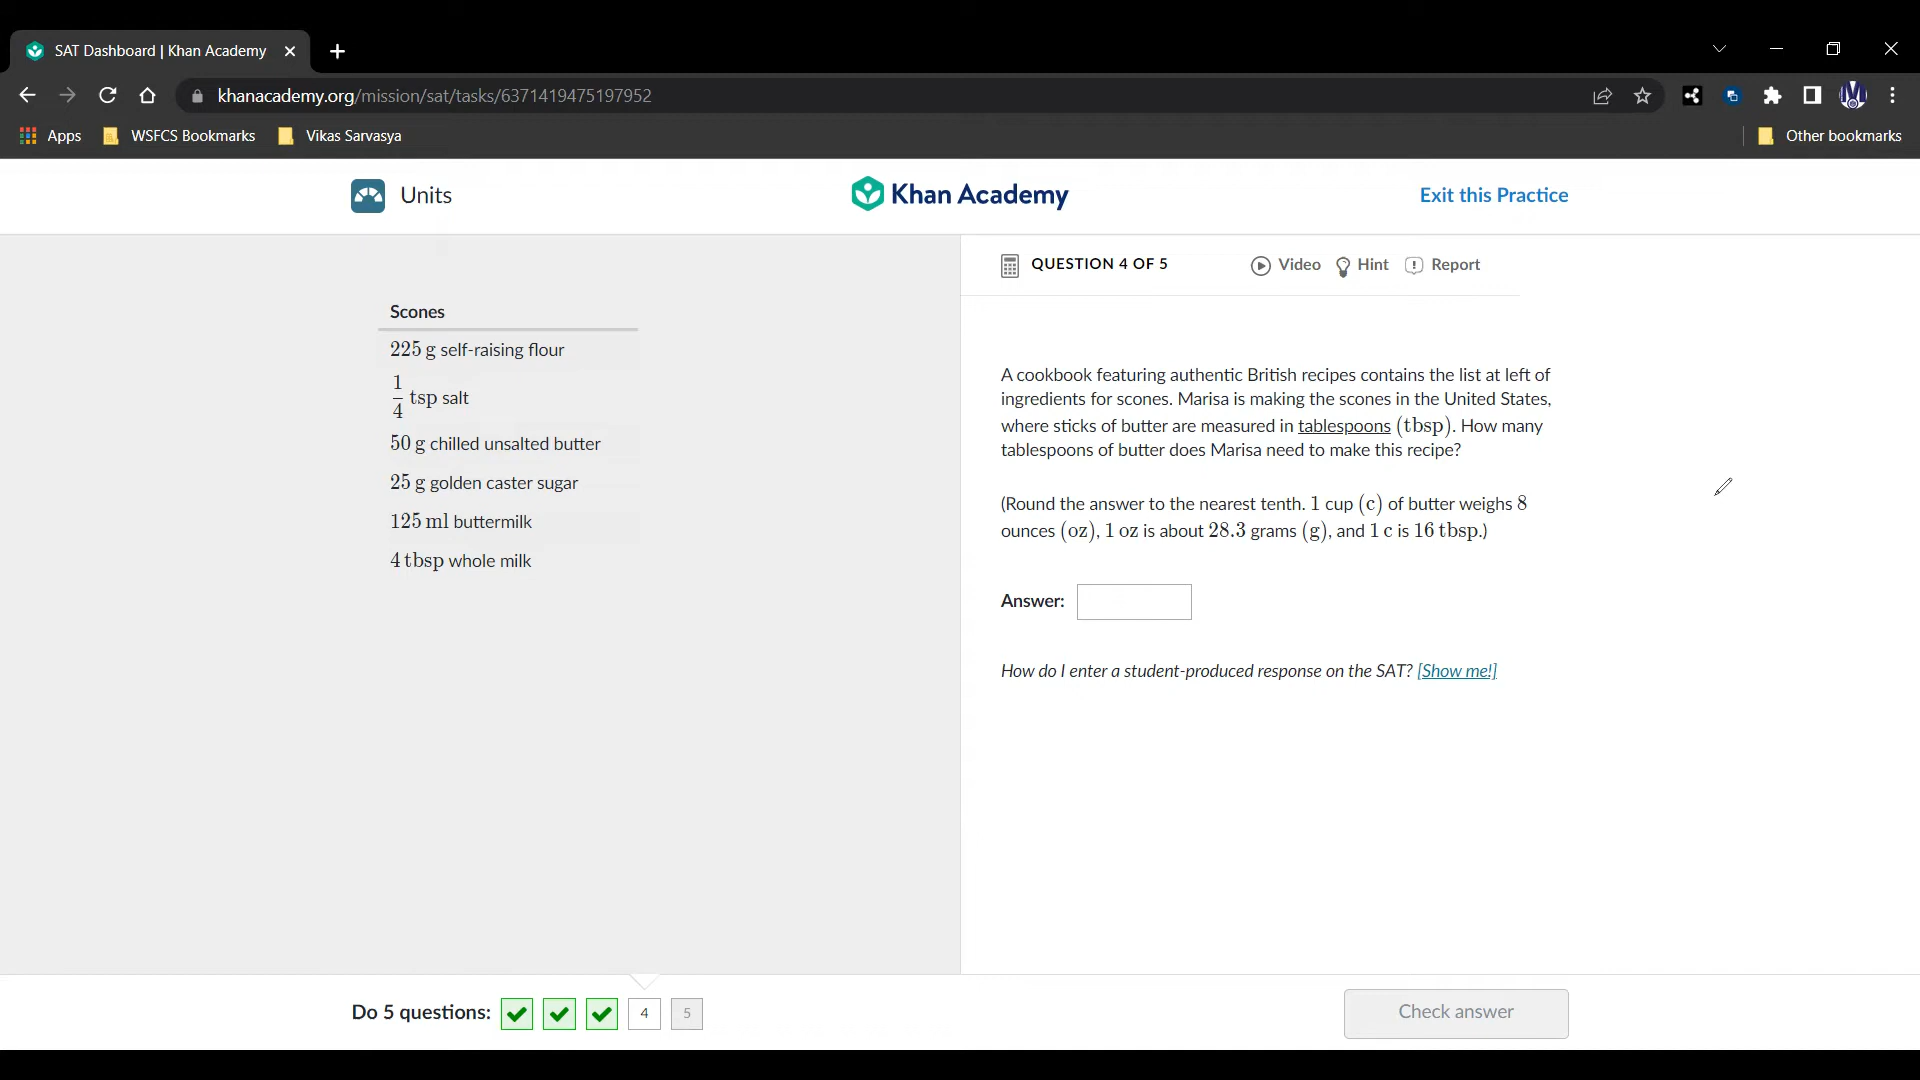 SAT Dashboard | Khan Academy
khanacademy.org/mission/sat/tasks/6371419475197952
Apps
WSFCS Bookmarks
Vikas Sarvasya
Other bookmarks
Units
Khan Academy
Exit this Practice
Scones
225 g self-raising flour
1/4 tsp salt
50 g chilled unsalted butter
25 g golden caster sugar
125 ml buttermilk
4 tbsp whole milk
QUESTION 4 OF 5
Video
Hint
Report
A cookbook featuring authentic British recipes contains the list at left of
ingredients for scones. Marisa is making the scones in the United States,
where sticks of butter are measured in tablespoons (tbsp). How many
tablespoons of butter does Marisa need to make this recipe?
(Round the answer to the nearest tenth. 1 cup (c) of butter weighs 8
ounces (oz), 1 oz is about 28.3 grams (g), and 1 c is 16 tbsp.)
Answer:
How do I enter a student-produced response on the SAT? [Show me!]
Do 5 questions:
4
5
Check answer